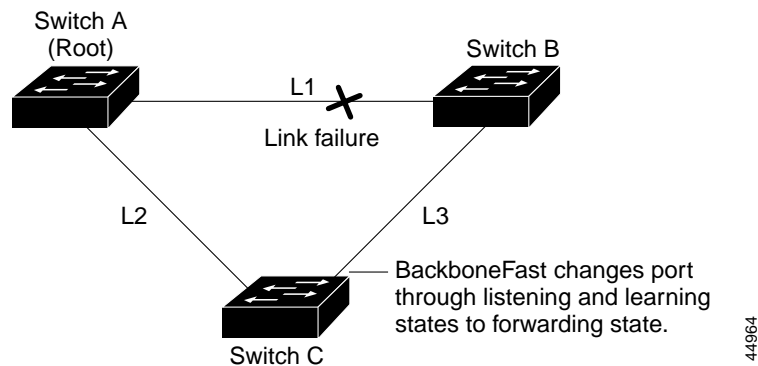 Switch A
(Root)
Switch B
L1
Link failure
L2
L3
BackboneFast changes port
through listening and learning
states to forwarding state.
Switch C
44964